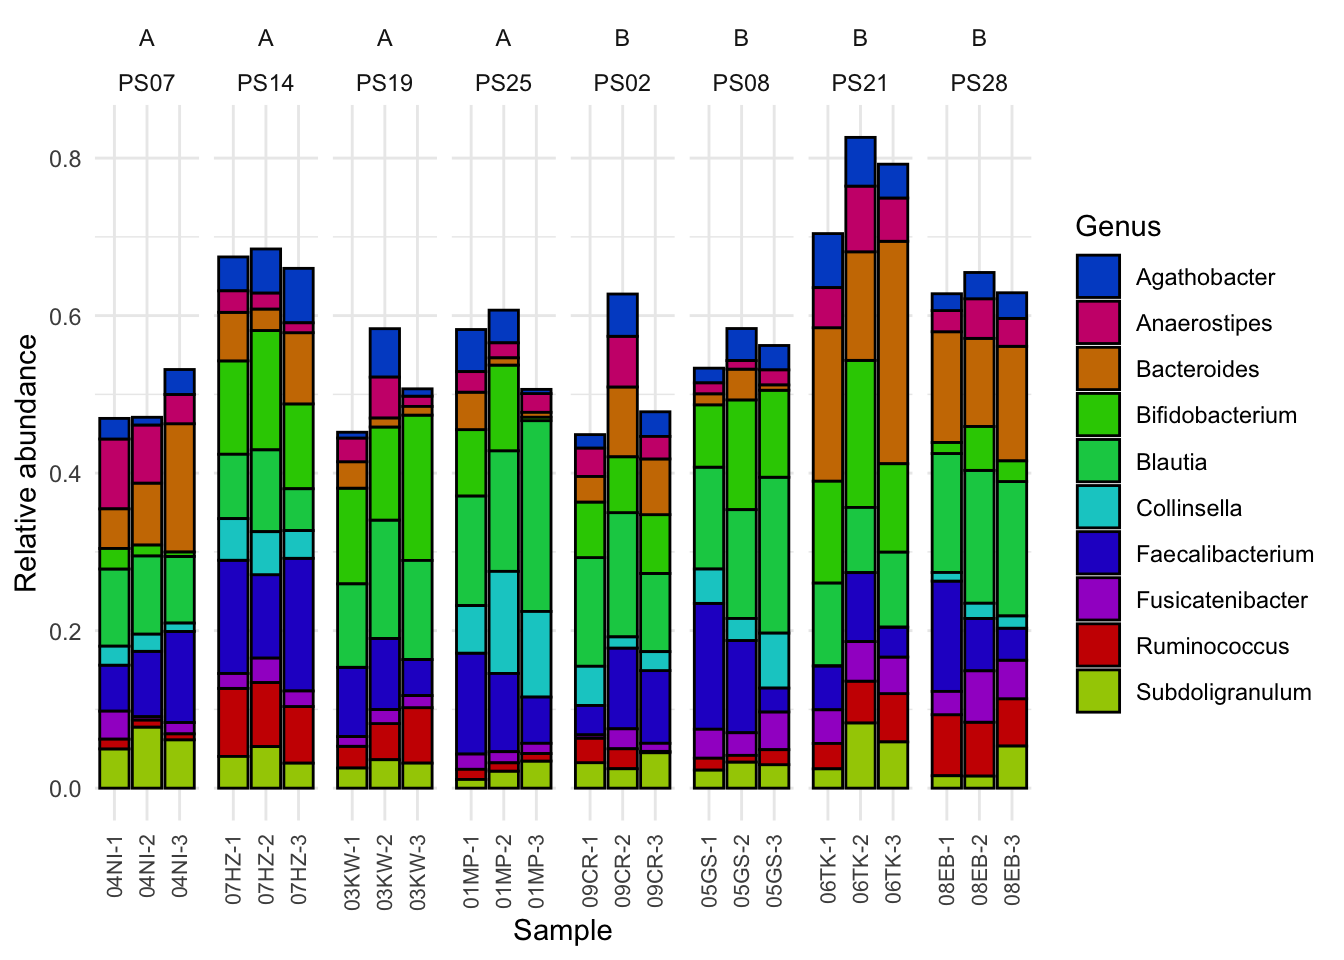 A A A A B B B B
PS07 PS14 PS19 PS25 PS02 PS08 PS21 PS28
0.8
0.6
0.4
0.2
0.0
Relative abundance
04NI-1 04NI-2 04NI-3 07HZ-1 07HZ-2 07HZ-3 03KW-1 03KW-2 03KW-3 01MP-1 01MP-2 01MP-3 09CR-1 09CR-2 09CR-3 05GS-1 05GS-2 05GS-3 06TK-1 06TK-2 06TK-3 08EB-1 08EB-2 08EB-3
Sample
Genus
Agathobacter
Anaerostipes
Bacteroides
Bifidobacterium
Blautia
Collinsella
Faecalibacterium
Fusicatenibacter
Ruminococcus
Subdoligranulum